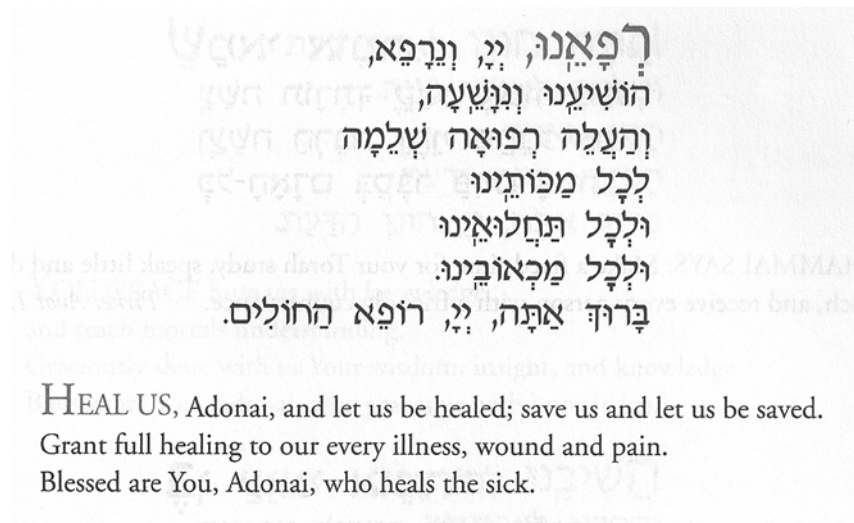 רְפָאֵֽנוּ, יְיָ, וְנֵרָפֵא,
הוֹשִׁיעֵֽנוּ וְנִוָּשֵֽׁעָה,
וְהַעֲלֵה רְפוּאָה שְׁלֵמָה
לְכָל מַכּוֹתֵֽינוּ
וּלְכָל תַּחֲלוּאֵֽינוּ
וּלְכָל מַכְאוֹבֵֽינוּ.
בָּרוּךְ אַתָּה, יְיָ, רוֹפֵא הַחוֹלִים
HEAL US, Adonai, and let us be healed; save us and let us be saved.
Grant full healing to our every illness, wound and pain.
Blessed are You, Adonai, who heals the sick.